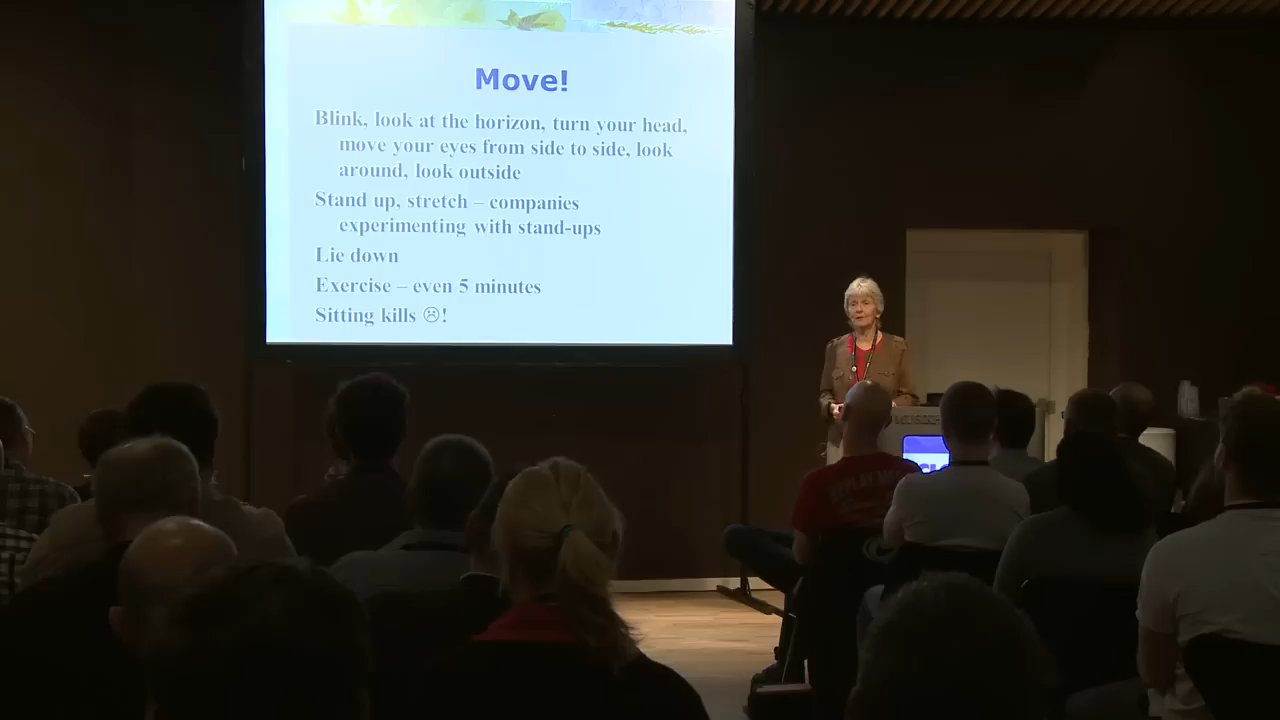 Move!
Blink, look at the horizon, turn your head,
move your eyes from side to side, look
around, look outside
Stand up, stretch – companies
experimenting with stand-ups
Lie down
Exercise – even 5 minutes
Sitting kills ☹!